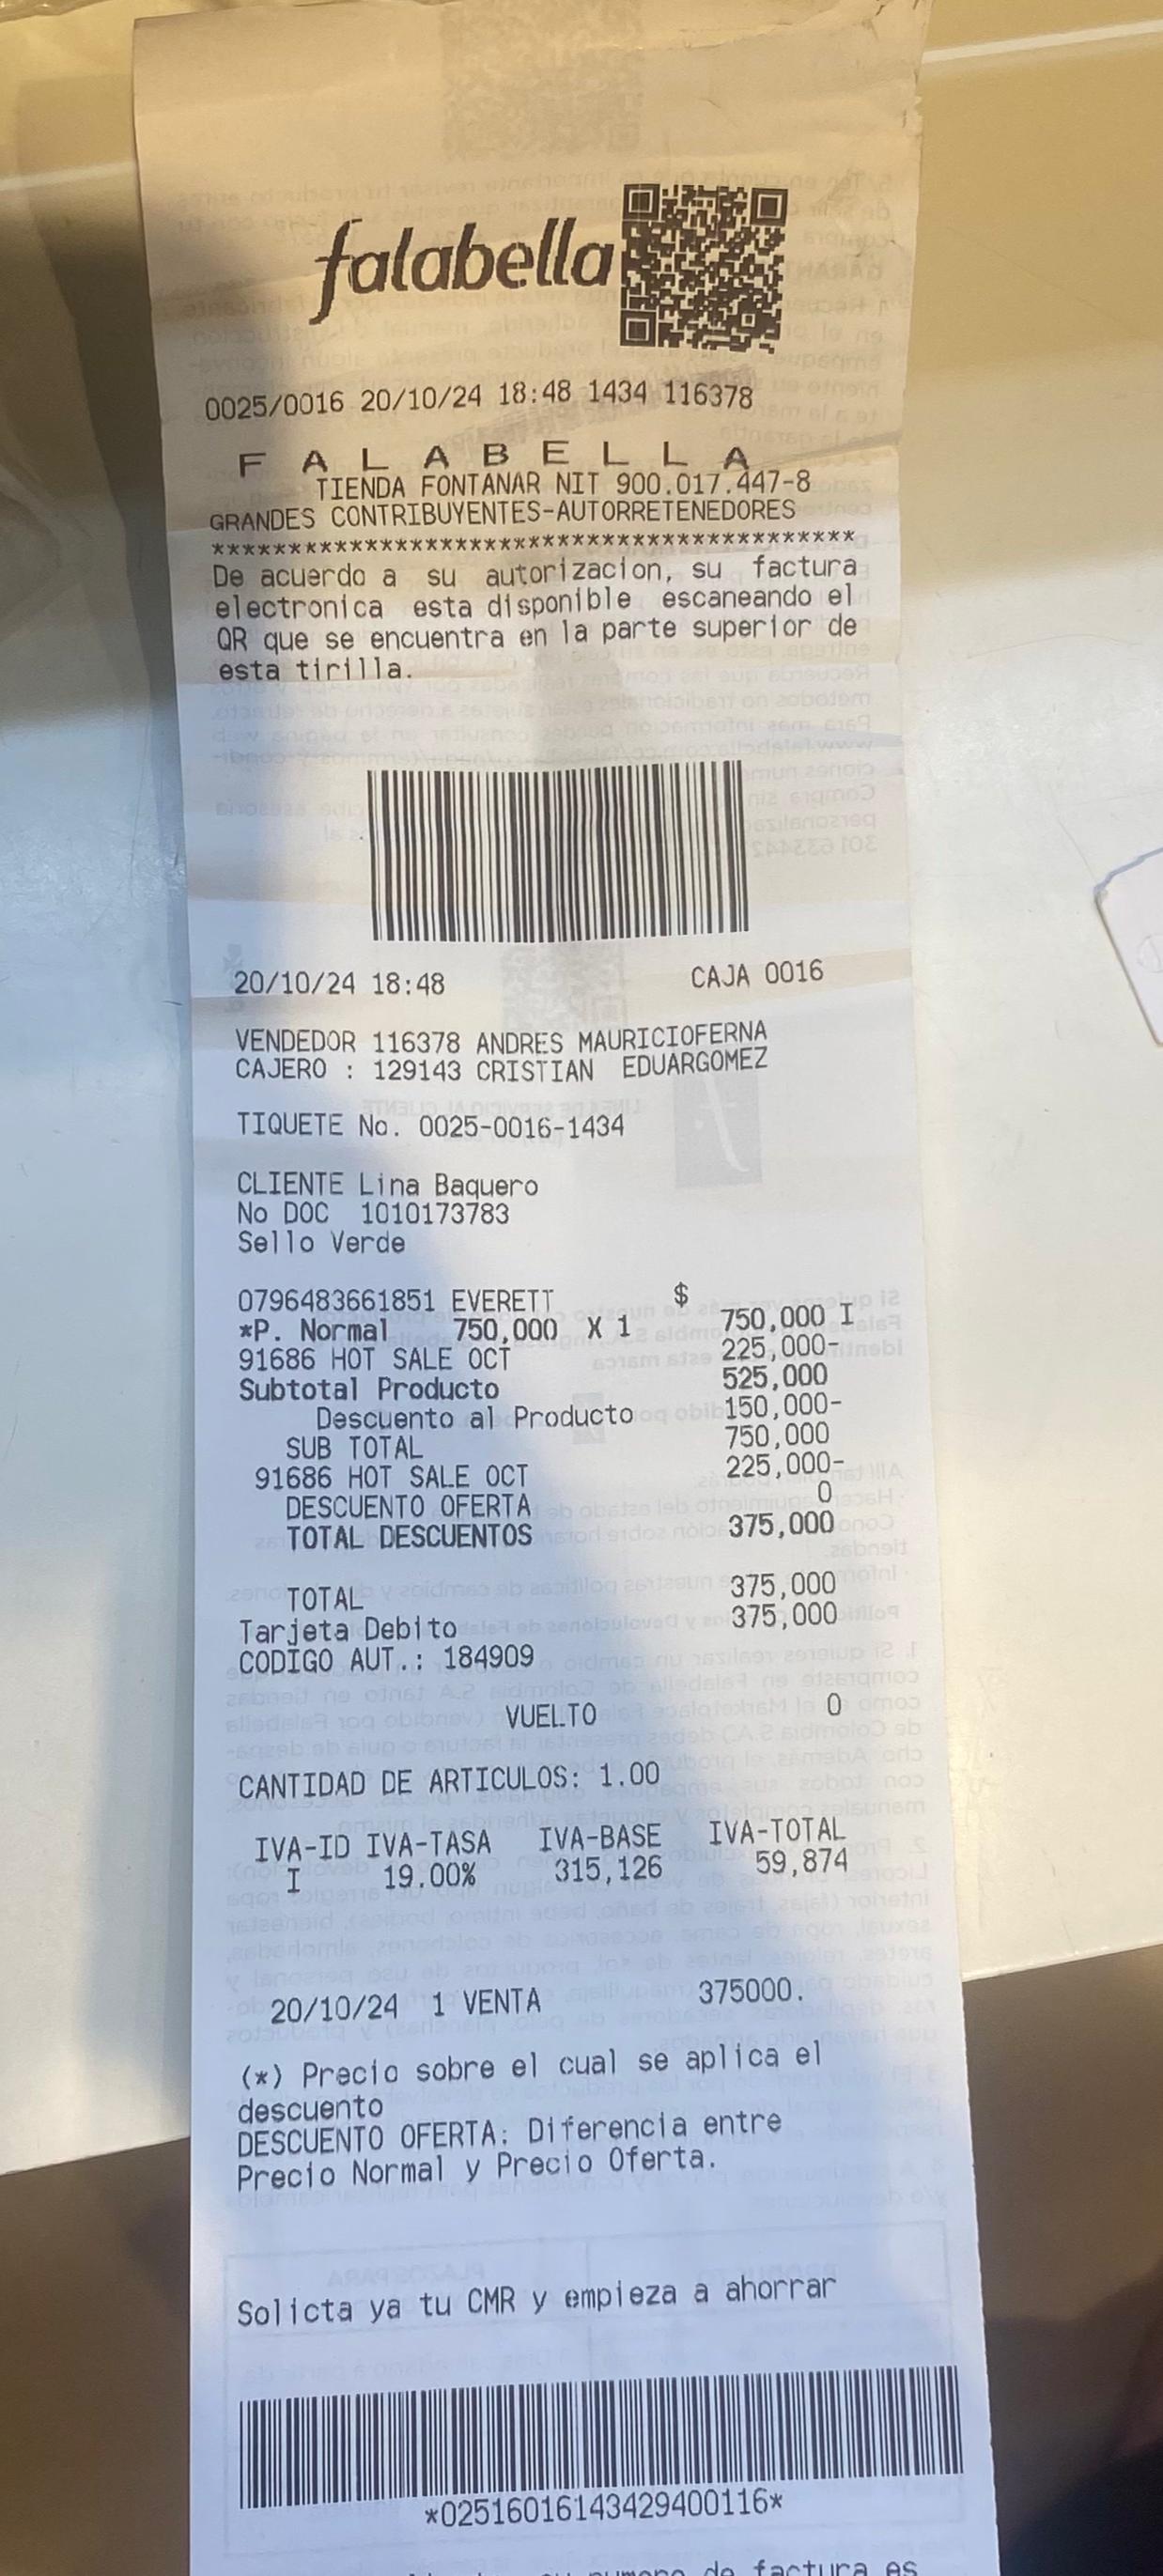 falabella
0025/0016 20/10/24 18:48 1434 116378
F A L A B E L L A
TIENDA FONTANAR NIT 900.017.447-8
GRANDES CONTRIBUYENTES-AUTORRETENEDORES
******************************************
De acuerdo a su autorizacion, su factura
electronica esta disponible escaneando el
QR que se encuentra en la parte superior de
esta tirilla.
20/10/24 18:48 CAJA 0016
VENDEDOR 116378 ANDRES MAURICIOFERNA
CAJERO : 129143 CRISTIAN EDUARGOMEZ
TIQUETE No. 0025-0016-1434
CLIENTE Lina Baquero
No DOC 1010173783
Sello Verde
0796483661851 EVERETT $
*P. Normal 750,000 X 1 750,000 I
91686 HOT SALE OCT 225,000-
Subtotal Producto 525,000
Descuento al Producto 150,000-
SUB TOTAL 750,000
91686 HOT SALE OCT 225,000-
DESCUENTO OFERTA 0
TOTAL DESCUENTOS 375,000
TOTAL 375,000
Tarjeta Debito 375,000
CODIGO AUT.: 184909
VUELTO 0
CANTIDAD DE ARTICULOS: 1.00
IVA-ID IVA-TASA IVA-BASE IVA-TOTAL
I 19.00% 315,126 59,874
20/10/24 1 VENTA 375000.
(*) Precio sobre el cual se aplica el
descuento
DESCUENTO OFERTA: Diferencia entre
Precio Normal y Precio Oferta.
Solicta ya tu CMR y empieza a ahorrar
*02516016143429400116*
numero de factura es